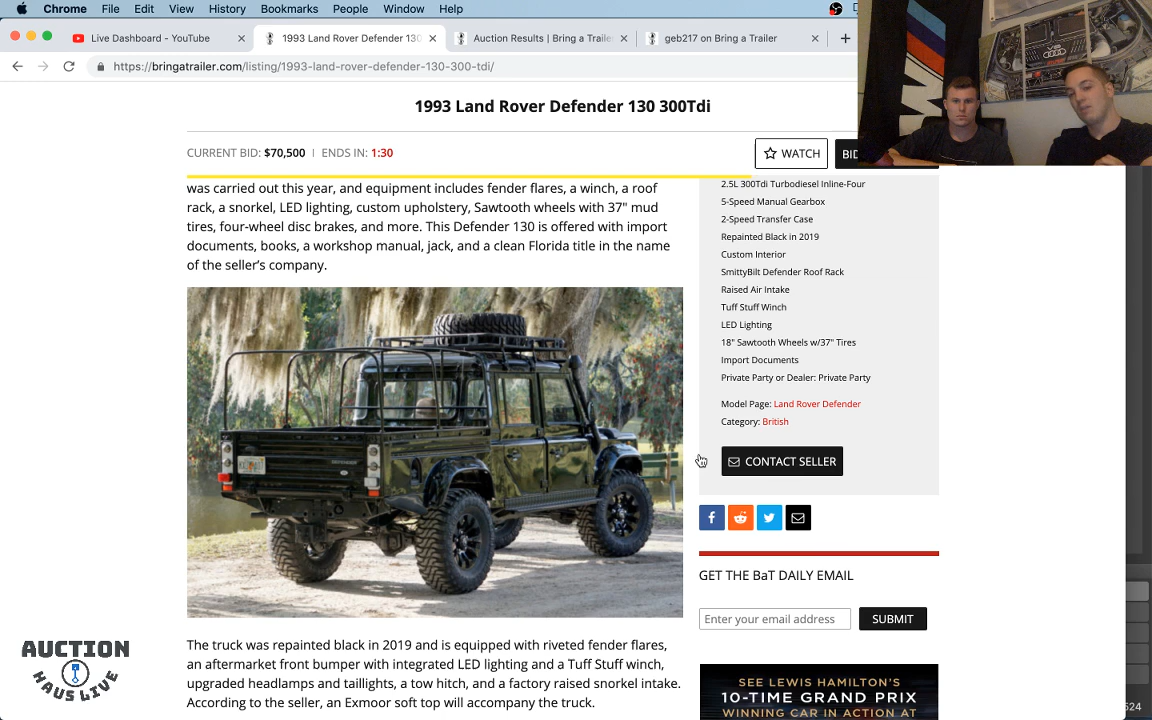 Chrome File Edit View History Bookmarks People Window Help
Live Dashboard - YouTube
1993 Land Rover Defender 130
Auction Results | Bring a Traile
geb217 on Bring a Trailer
https://bringatrailer.com/listing/1993-land-rover-defender-130-300-tdi/
1993 Land Rover Defender 130 300Tdi
CURRENT BID: $70,500 | ENDS IN: 1:30
WATCH
BID
was carried out this year, and equipment includes fender flares, a winch, a roof
rack, a snorkel, LED lighting, custom upholstery, Sawtooth wheels with 37" mud
tires, four-wheel disc brakes, and more. This Defender 130 is offered with import
documents, books, a workshop manual, jack, and a clean Florida title in the name
of the seller's company.
2.5L 300Tdi Turbodiesel Inline-Four
5-Speed Manual Gearbox
2-Speed Transfer Case
Repainted Black in 2019
Custom Interior
SmittyBilt Defender Roof Rack
Raised Air Intake
Tuff Stuff Winch
LED Lighting
18" Sawtooth Wheels w/37" Tires
Import Documents
Private Party or Dealer: Private Party
Model Page: Land Rover Defender
Category: British
CONTACT SELLER
GET THE BaT DAILY EMAIL
Enter your email address
SUBMIT
The truck was repainted black in 2019 and is equipped with riveted fender flares,
an aftermarket front bumper with integrated LED lighting and a Tuff Stuff winch,
upgraded headlamps and taillights, a tow hitch, and a factory raised snorkel intake.
According to the seller, an Exmoor soft top will accompany the truck.
SEE LEWIS HAMILTON'S
10-TIME GRAND PRIX
WINNING CAR IN ACTION AT
AUCTION
HAUS LIVE
524